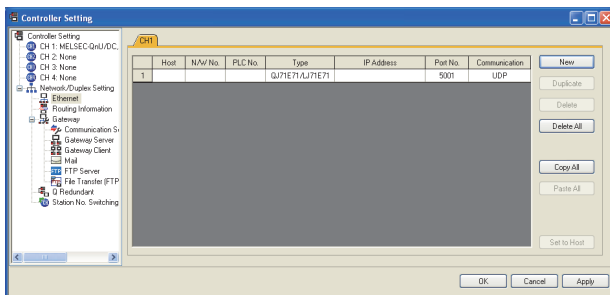 Controller Setting
Controller Setting
CH 1: MELSEC-QnU/DC,
CH 2: None
CH 3: None
CH 4: None
Network/Duplex Setting
Ethernet
Routing Information
Gateway
Communication S
Gateway Server
Gateway Client
Mail
FTP Server
File Transfer (FTP
Q Redundant
Station No. Switching
CH1
Host N/W No. PLC No. Type IP Address Port No. Communication
1 QJ71E71/LJ71E71 5001 UDP
New
Duplicate
Delete
Delete All
Copy All
Paste All
Set to Host
OK Cancel Apply